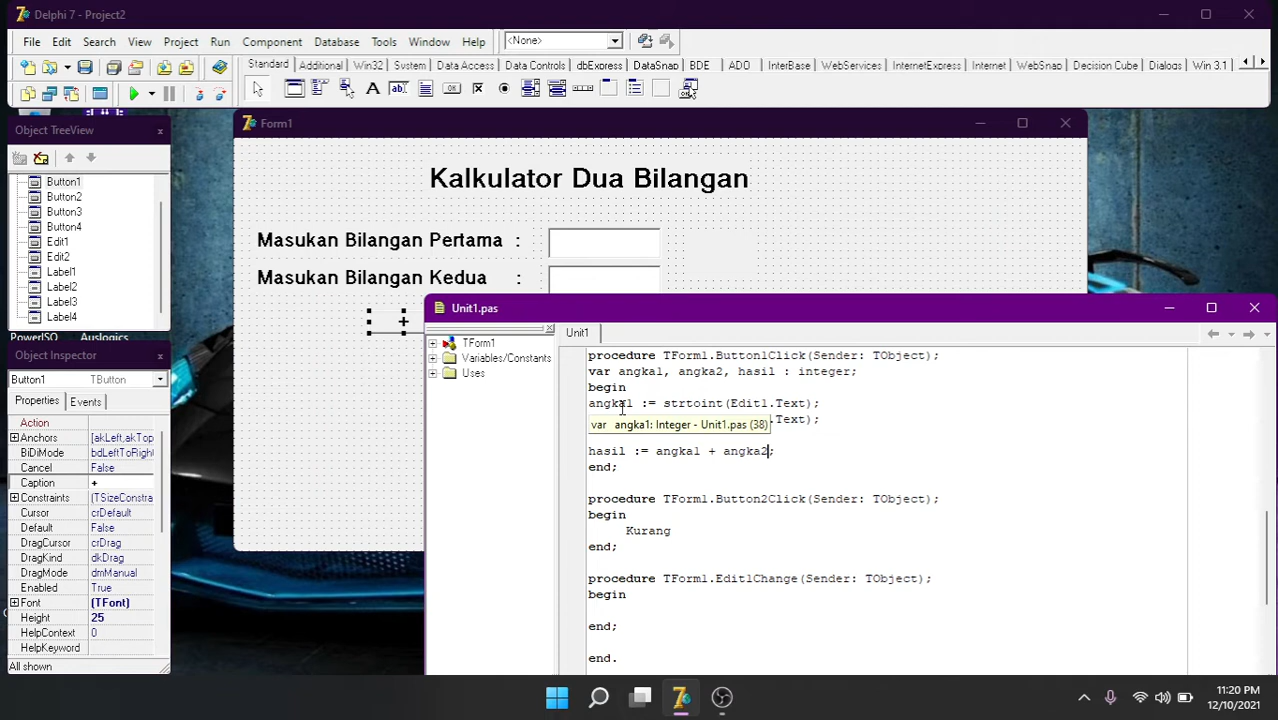 Delphi 7 - Project2
File Edit Search View Project Run Component Database Tools Window Help <None>
Standard Additional Win32 System Data Access Data Controls dbExpress DataSnap BDE ADO InterBase WebServices InternetExpress Internet WebSnap Decision Cube Dialogs Win 3.1
Object TreeView
Button1
Button2
Button3
Button4
Edit1
Edit2
Label1
Label2
Label3
Label4
PowerISO Auslogics
Form1
Kalkulator Dua Bilangan
Masukan Bilangan Pertama :
Masukan Bilangan Kedua :
+
Object Inspector
Button1 TButton
Properties Events
Action
Anchors [akLeft,akTop
BiDiMode bdLeftToRight
Cancel False
Caption +
Constraints (TSizeConstra
Cursor crDefault
Default False
DragCursor crDrag
DragKind dkDrag
DragMode dmManual
Enabled True
Font (TFont)
Height 25
HelpContext 0
HelpKeyword
All shown
Unit1.pas
TForm1
Variables/Constants
Uses
Unit1
procedure TForm1.Button1Click(Sender: TObject);
var angka1, angka2, hasil : integer;
begin
angka1 := strtoint(Edit1.Text);
var angka1: Integer - Unit1.pas (38) .Text);
hasil := angka1 + angka2;
end;
procedure TForm1.Button2Click(Sender: TObject);
begin
Kurang
end;
procedure TForm1.Edit1Change(Sender: TObject);
begin
end;
end.
11:20 PM
12/10/2021